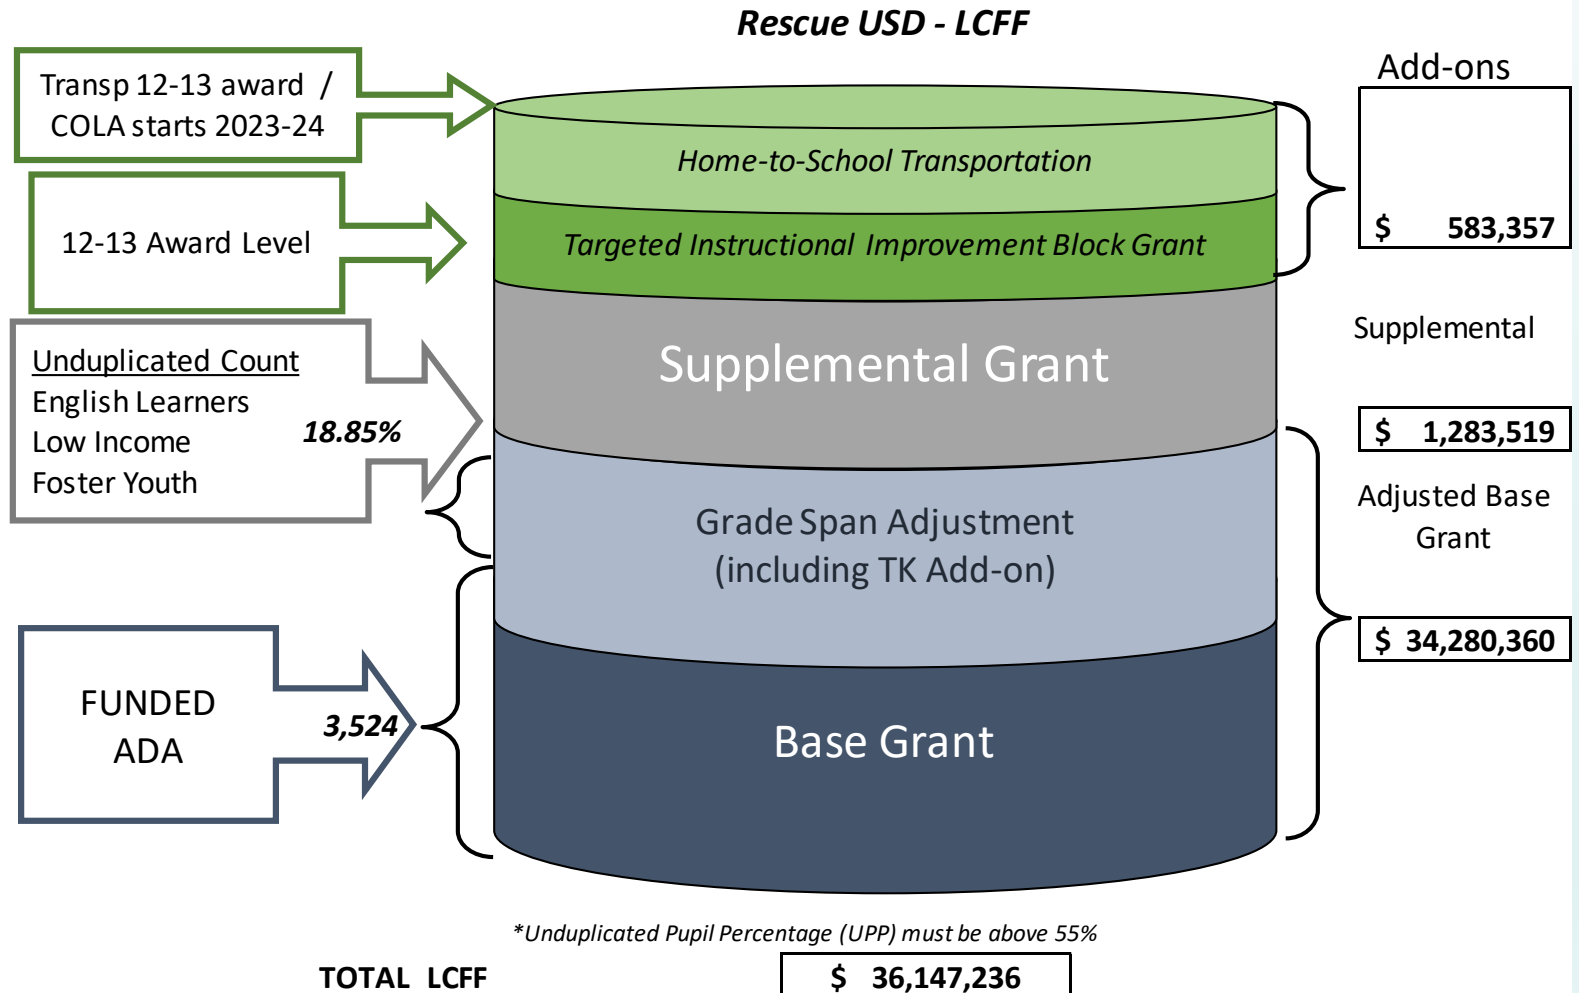 Rescue USD - LCFF
Transp 12-13 award /
COLA starts 2023-24
Add-ons
Home-to-School Transportation
12-13 Award Level
Targeted Instructional Improvement Block Grant
$ 583,357
Unduplicated Count
English Learners
Low Income
Foster Youth
18.85%
Supplemental Grant
Supplemental
$ 1,283,519
Grade Span Adjustment
(including TK Add-on)
Adjusted Base
Grant
$ 34,280,360
FUNDED
ADA
3,524
Base Grant
*Unduplicated Pupil Percentage (UPP) must be above 55%
TOTAL LCFF $ 36,147,236